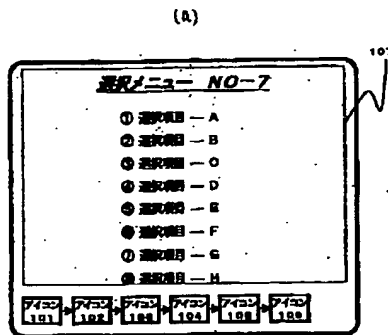 (a)
10
選択メニュー NO-7
① 選択項目 — A
② 選択項目 — B
③ 選択項目 — C
④ 選択項目 — D
⑤ 選択項目 — E
⑥ 選択項目 — F
⑦ 選択項目 — G
⑧ 選択項目 — H
アイコン 101 アイコン 102 アイコン 103 アイコン 104 アイコン 108 アイコン 109